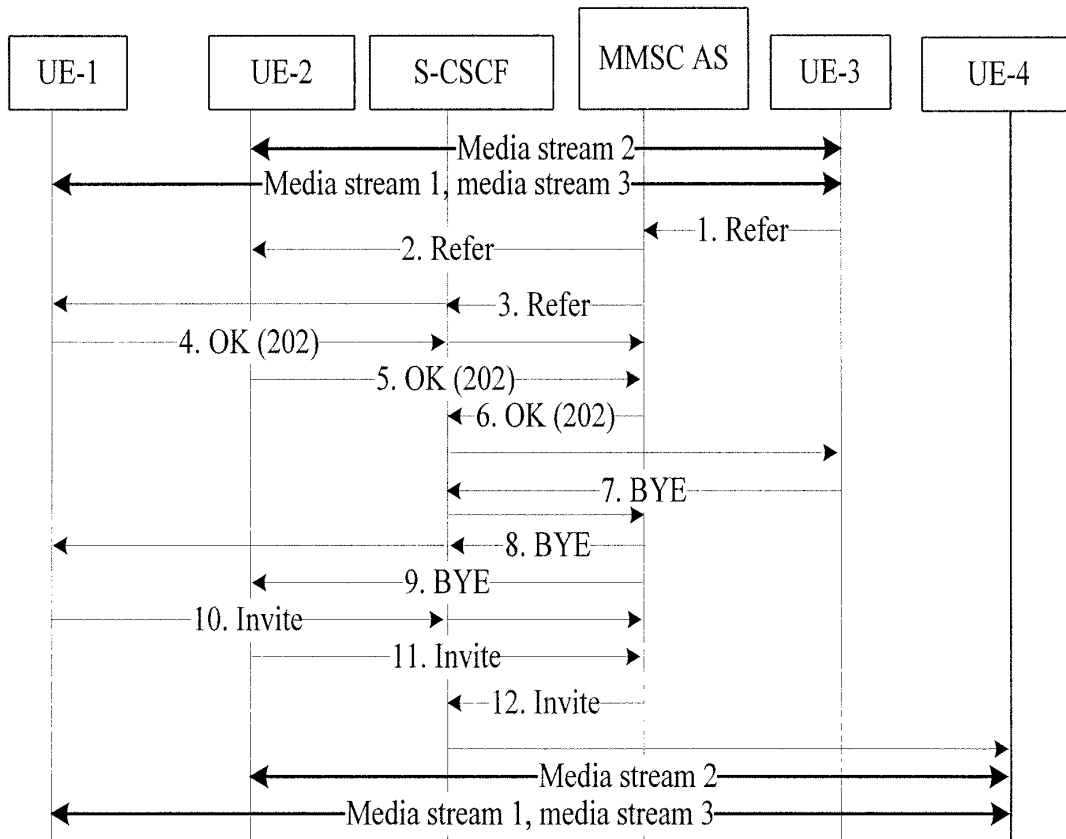 UE-1
UE-2
S-CSCF
MMSC AS
UE-3
UE-4
Media stream 2
Media stream 1, media stream 3
1. Refer
2. Refer
3. Refer
4. OK (202)
5. OK (202)
6. OK (202)
7. BYE
8. BYE
9. BYE
10. Invite
11. Invite
12. Invite
Media stream 2
Media stream 1, media stream 3